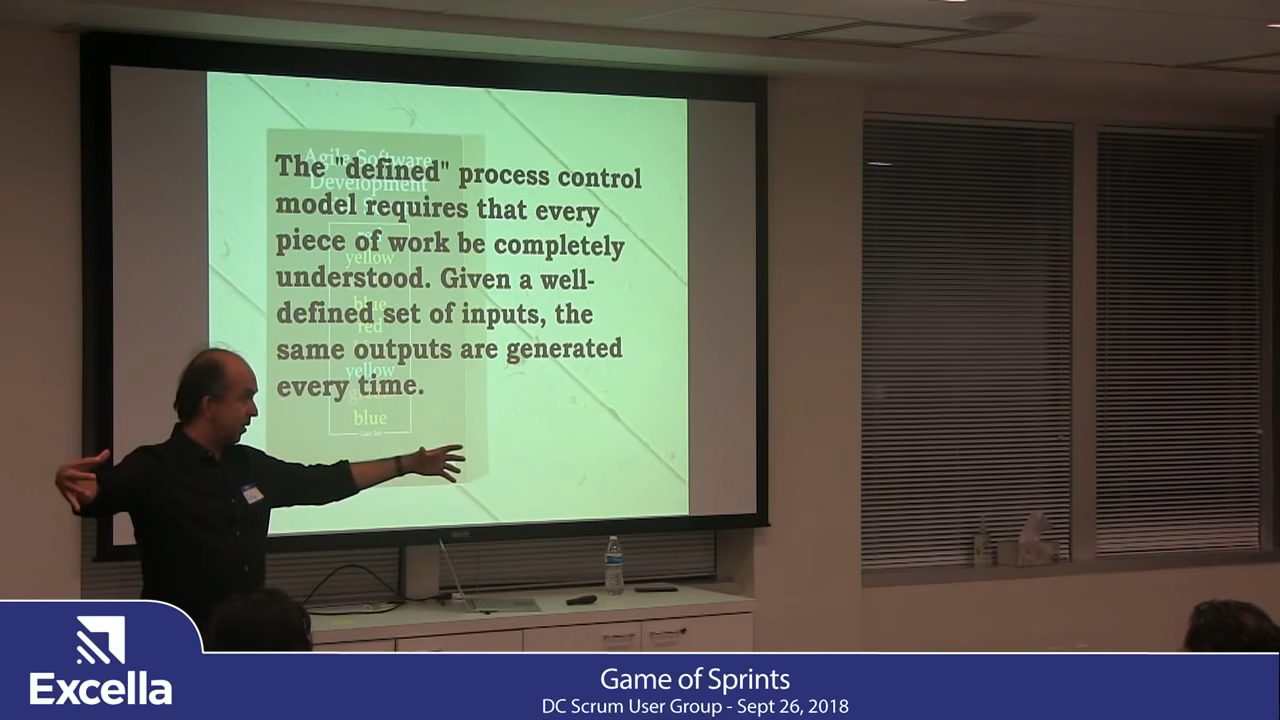 The "defined" process control
model requires that every
piece of work be completely
understood. Given a well-
defined set of inputs, the
same outputs are generated
every time.
Agile Software
Development
yellow
blue
red
yellow
blue
Excella
Game of Sprints
DC Scrum User Group - Sept 26, 2018